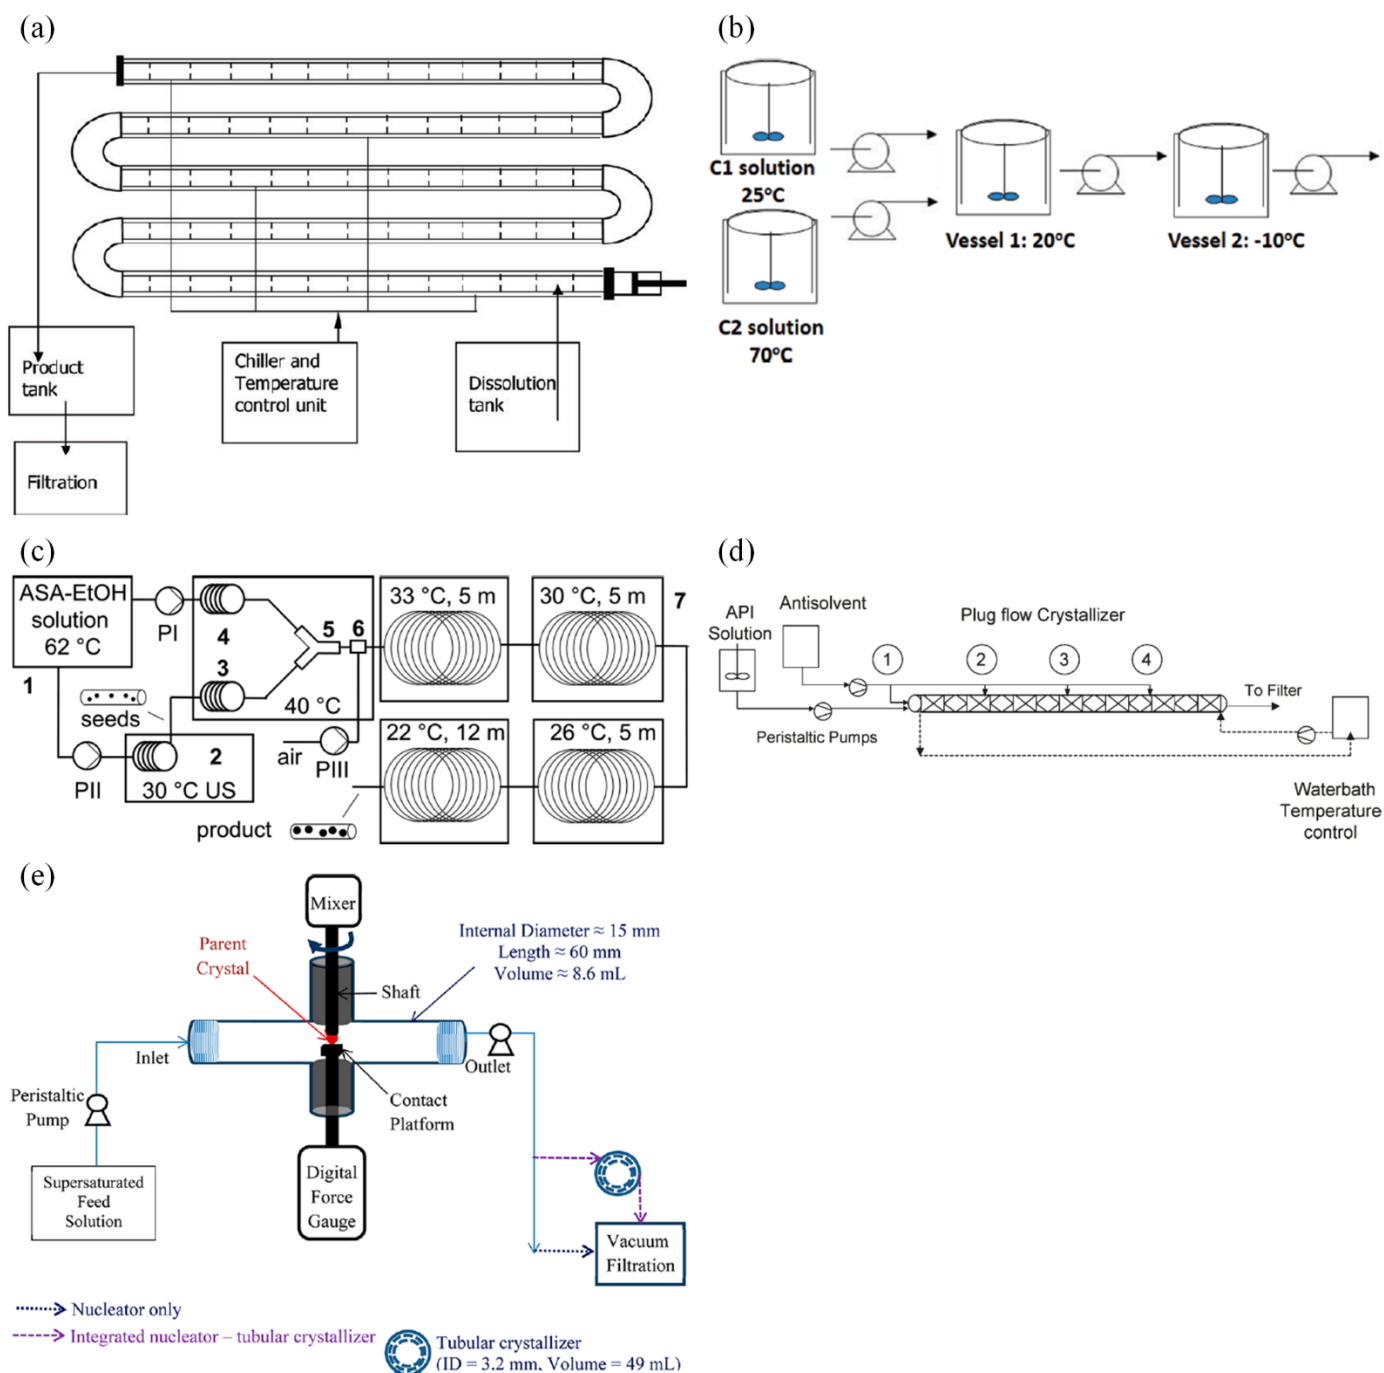 (a)
Product
tank
Filtration
Chiller and
Temperature
control unit
Dissolution
tank
(b)
C1 solution
25°C
C2 solution
70°C
Vessel 1: 20°C
Vessel 2: -10°C
(c)
ASA-EtOH
solution
62 °C
1
PI
4
3
5
6
40 °C
seeds
PII
2
30 °C US
air
PIII
33 °C, 5 m
30 °C, 5 m
7
22 °C, 12 m
26 °C, 5 m
product
(d)
API
Solution
Antisolvent
Plug flow Crystallizer
1
2
3
4
To Filter
Peristaltic Pumps
Waterbath
Temperature
control
(e)
Mixer
Parent
Crystal
Shaft
Internal Diameter ≈ 15 mm
Length ≈ 60 mm
Volume ≈ 8.6 mL
Inlet
Outlet
Peristaltic
Pump
Contact
Platform
Supersaturated
Feed
Solution
Digital
Force
Gauge
Vacuum
Filtration
Nucleator only
Integrated nucleator – tubular crystallizer
Tubular crystallizer
(ID = 3.2 mm, Volume = 49 mL)